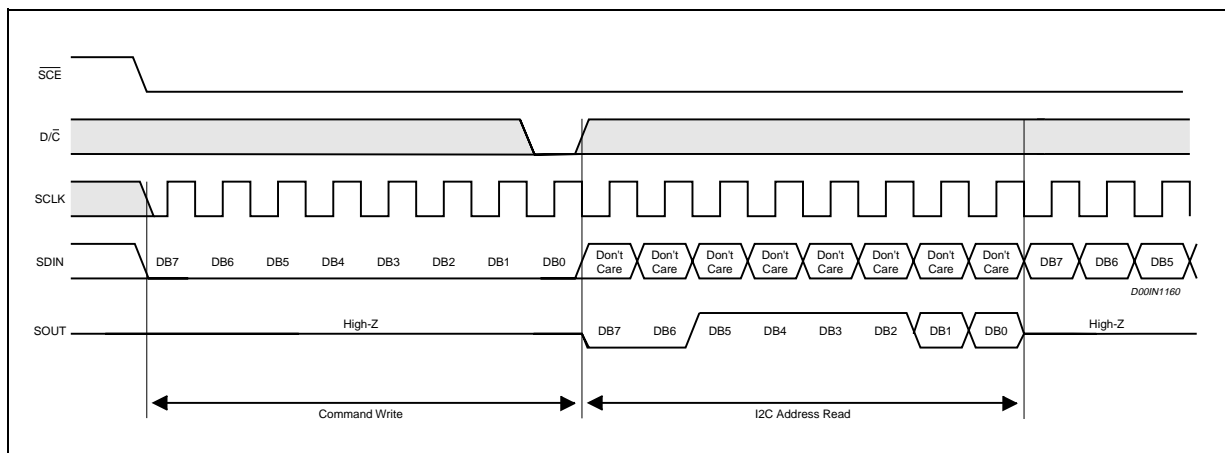 SCE
D/C
SCLK
SDIN
DB7 DB6 DB5 DB4 DB3 DB2 DB1 DB0 Don't Care Don't Care Don't Care Don't Care Don't Care Don't Care Don't Care Don't Care DB7 DB6 DB5
D00IN1160
SOUT
High-Z DB7 DB6 DB5 DB4 DB3 DB2 DB1 DB0 High-Z
Command Write I2C Address Read